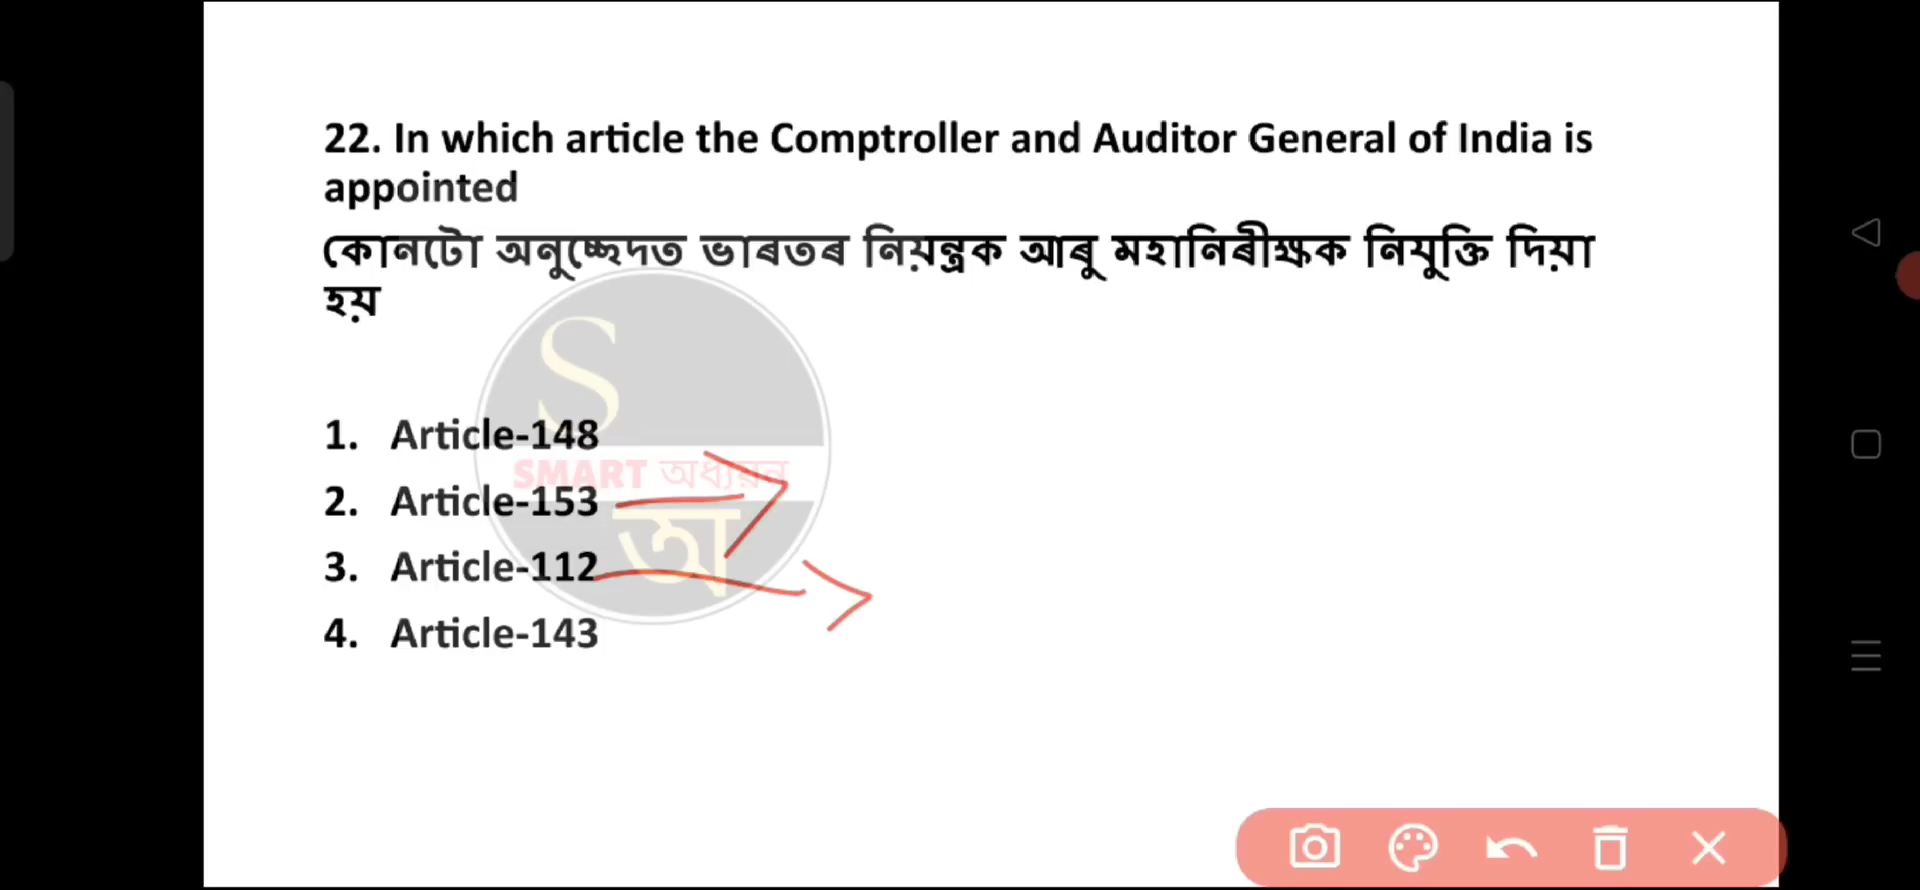 22. In which article the Comptroller and Auditor General of India is
appointed
কোনটো অনুচ্ছেদত ভাৰতৰ নিয়ন্ত্ৰক আৰু মহানিৰীক্ষক নিযুক্তি দিয়া
হয়
S
1. Article-148
SMART অধ্যয়ন
2. Article-153
অ
3. Article-112
4. Article-143